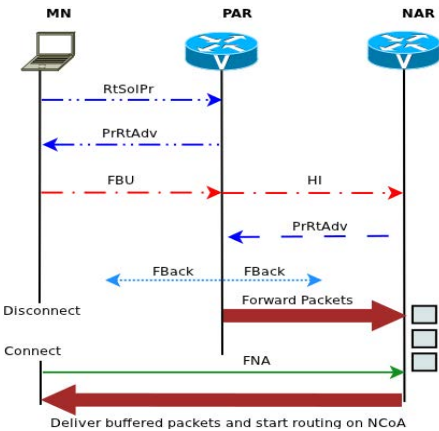 MN PAR NAR
V V
RtSolPr
PrRtAdv
FBU HI
PrRtAdv
FBack FBack
Forward Packets
Disconnect
Connect
FNA
Deliver buffered packets and start routing on NCoA